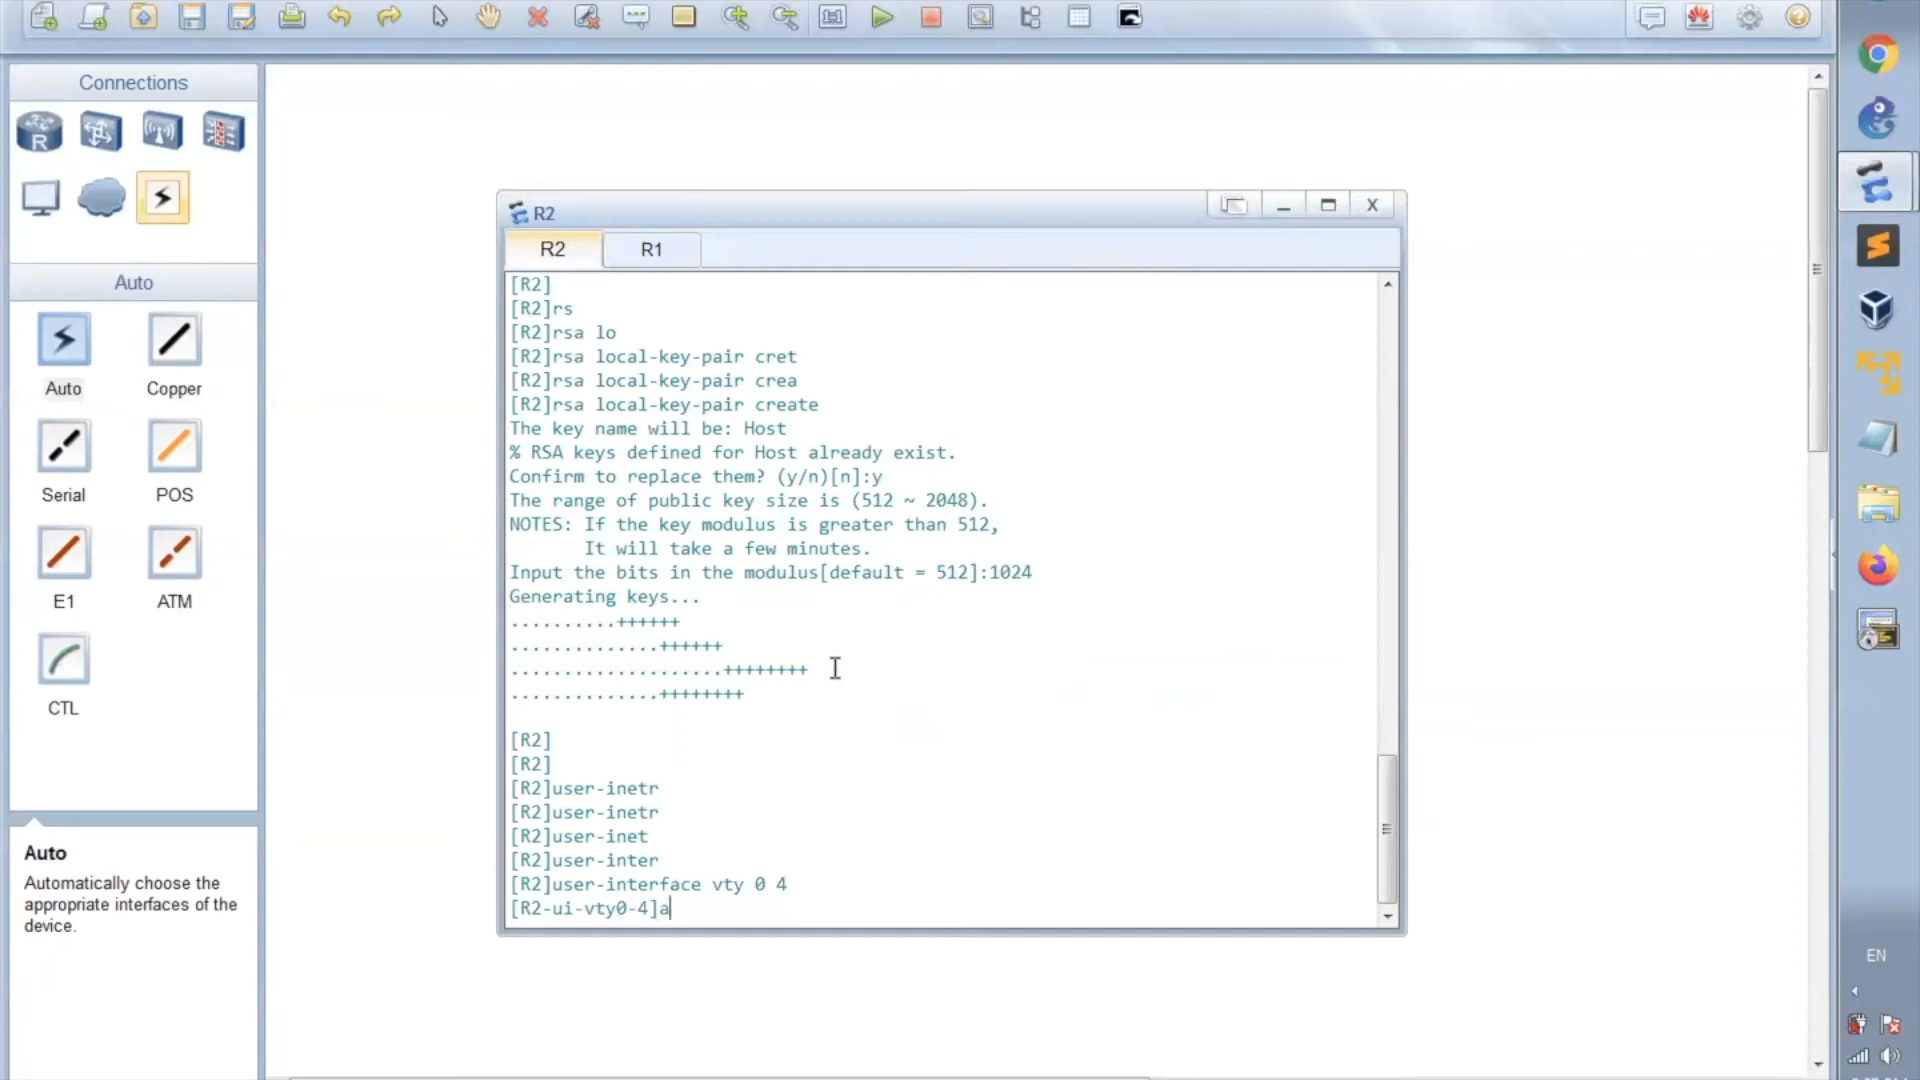 Connections
R
Auto
Auto
Copper
Serial
POS
E1
ATM
CTL
Auto
Automatically choose the
appropriate interfaces of the
device.
1:1
R2
X
R2
R1
[R2]
[R2]rs
[R2]rsa lo
[R2]rsa local-key-pair cret
[R2]rsa local-key-pair crea
[R2]rsa local-key-pair create
The key name will be: Host
% RSA keys defined for Host already exist.
Confirm to replace them? (y/n)[n]:y
The range of public key size is (512 ~ 2048).
NOTES: If the key modulus is greater than 512,
It will take a few minutes.
Input the bits in the modulus[default = 512]:1024
Generating keys...
..........++++++
..............++++++
....................++++++++
..............++++++++
[R2]
[R2]
[R2]user-inetr
[R2]user-inetr
[R2]user-inet
[R2]user-inter
[R2]user-interface vty 0 4
[R2-ui-vty0-4]a
EN